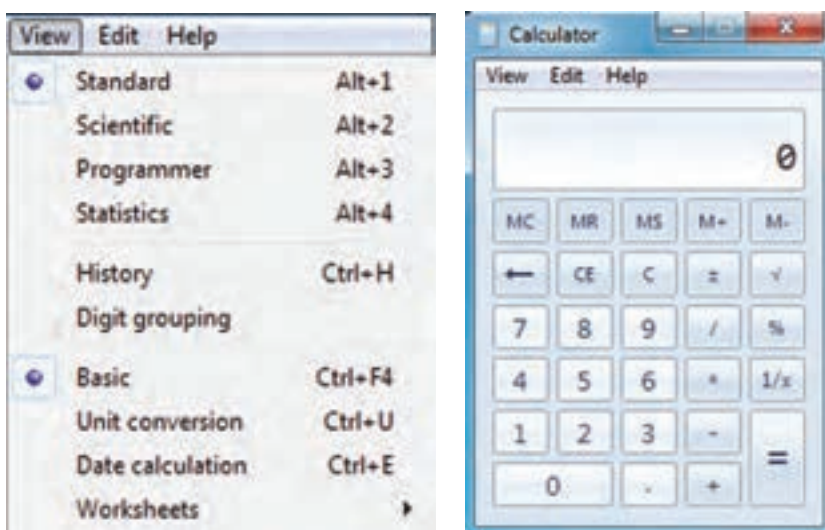 View Edit Help
Standard Alt+1
Scientific Alt+2
Programmer Alt+3
Statistics Alt+4
History Ctrl+H
Digit grouping
Basic Ctrl+F4
Unit conversion Ctrl+U
Date calculation Ctrl+E
Worksheets
Calculator
View Edit Help
0
MC MR MS M+ M-
← CE C ± √
7 8 9 / %
4 5 6 * 1/x
1 2 3 - =
0 . +